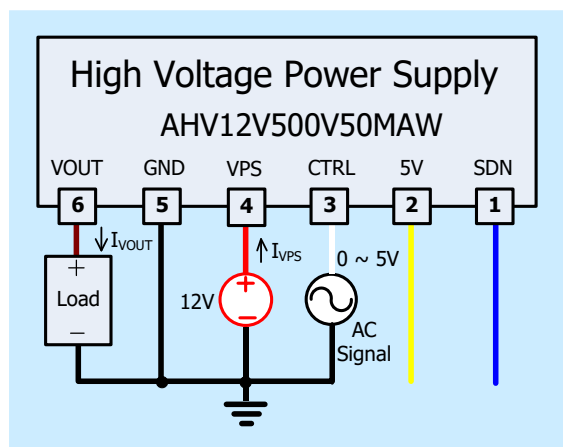 High Voltage Power Supply
AHV12V500V50MAW
VOUT GND VPS CTRL 5V SDN
6 5 4 3 2 1
IVOUT IVPS 0 ~ 5V
+ +
Load 12V
− −
AC
Signal